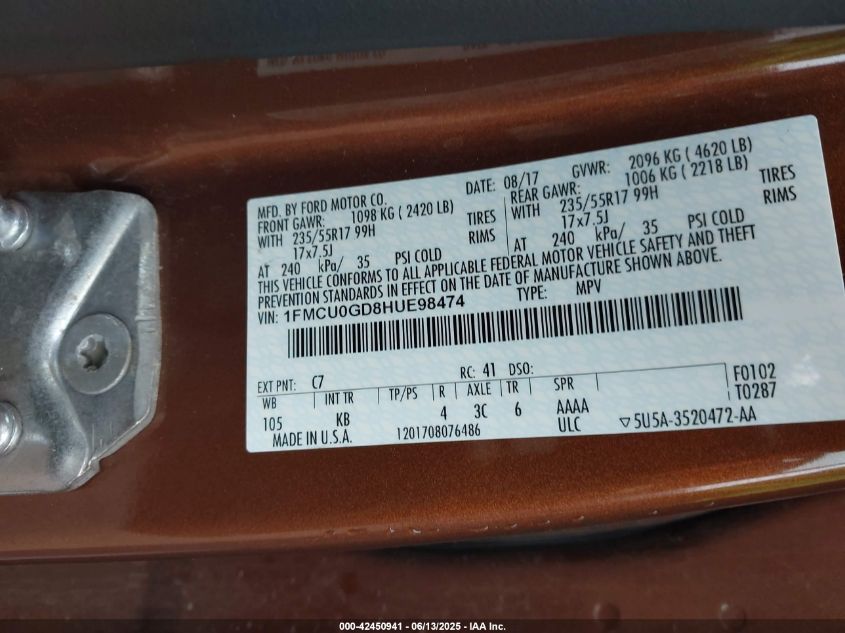 MFD. BY FORD MOTOR CO.
DATE: 08/17
GVWR: 2096 KG ( 4620 LB)
FRONT GAWR: 1098 KG ( 2420 LB)
REAR GAWR: 1006 KG ( 2218 LB)
WITH 235/55R17 99H TIRES
WITH 235/55R17 99H TIRES
17x7.5J RIMS
17x7.5J RIMS
AT 240 kPa/ 35 PSI COLD
AT 240 kPa/ 35 PSI COLD
THIS VEHICLE CONFORMS TO ALL APPLICABLE FEDERAL MOTOR VEHICLE SAFETY AND THEFT
PREVENTION STANDARDS IN EFFECT ON THE DATE OF MANUFACTURE SHOWN ABOVE.
VIN: 1FMCU0GD8HUE98474 TYPE: MPV
EXT PNT: C7 RC: 41 DSO:
WB INT TR TP/PS R AXLE TR SPR
105 KB 4 3C 6 AAAA
ULC
F0102
T0287
MADE IN U.S.A. 1201708076486
▽5U5A-3520472-AA
000-42450941 - 06/13/2025 - IAA Inc.